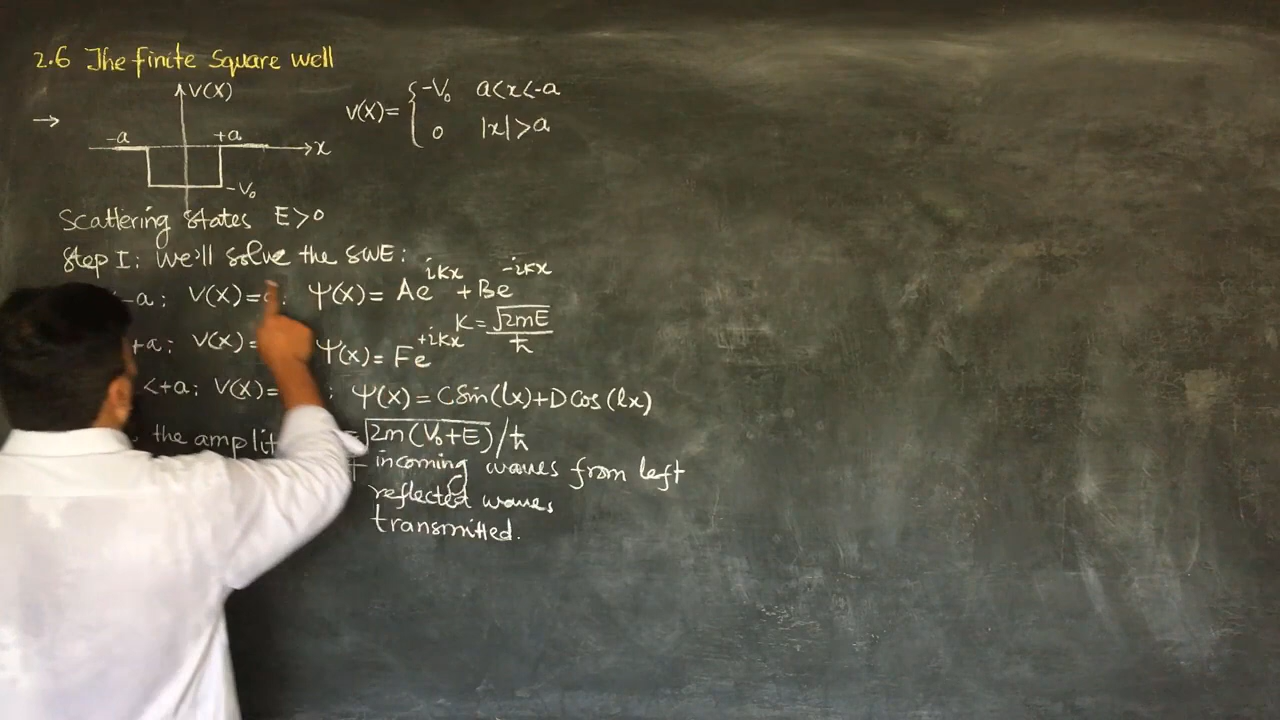 2.6 The finite Square well
V(X)
→
-a
+a
x
-V₀
V(X)= { -V₀ a<x<-a
0 |x|>a
Scattering States E>0
Step I: We'll solve the SWE:
-a: V(X)= : Ψ(X)= Ae^{ikx} + Be^{-ikx}
K = √2mE / ħ
+a: V(X)= Ψ(X)= Fe^{+ikx}
<+a: V(X)= : Ψ(X) = C Sin(lx)+D Cos(lx)
= √2m(V₀+E) / ħ
the amplit
incoming waves from left
reflected waves
transmitted.